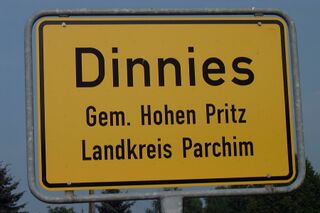 Dinnies
Gem. Hohen Pritz
Landkreis Parchim